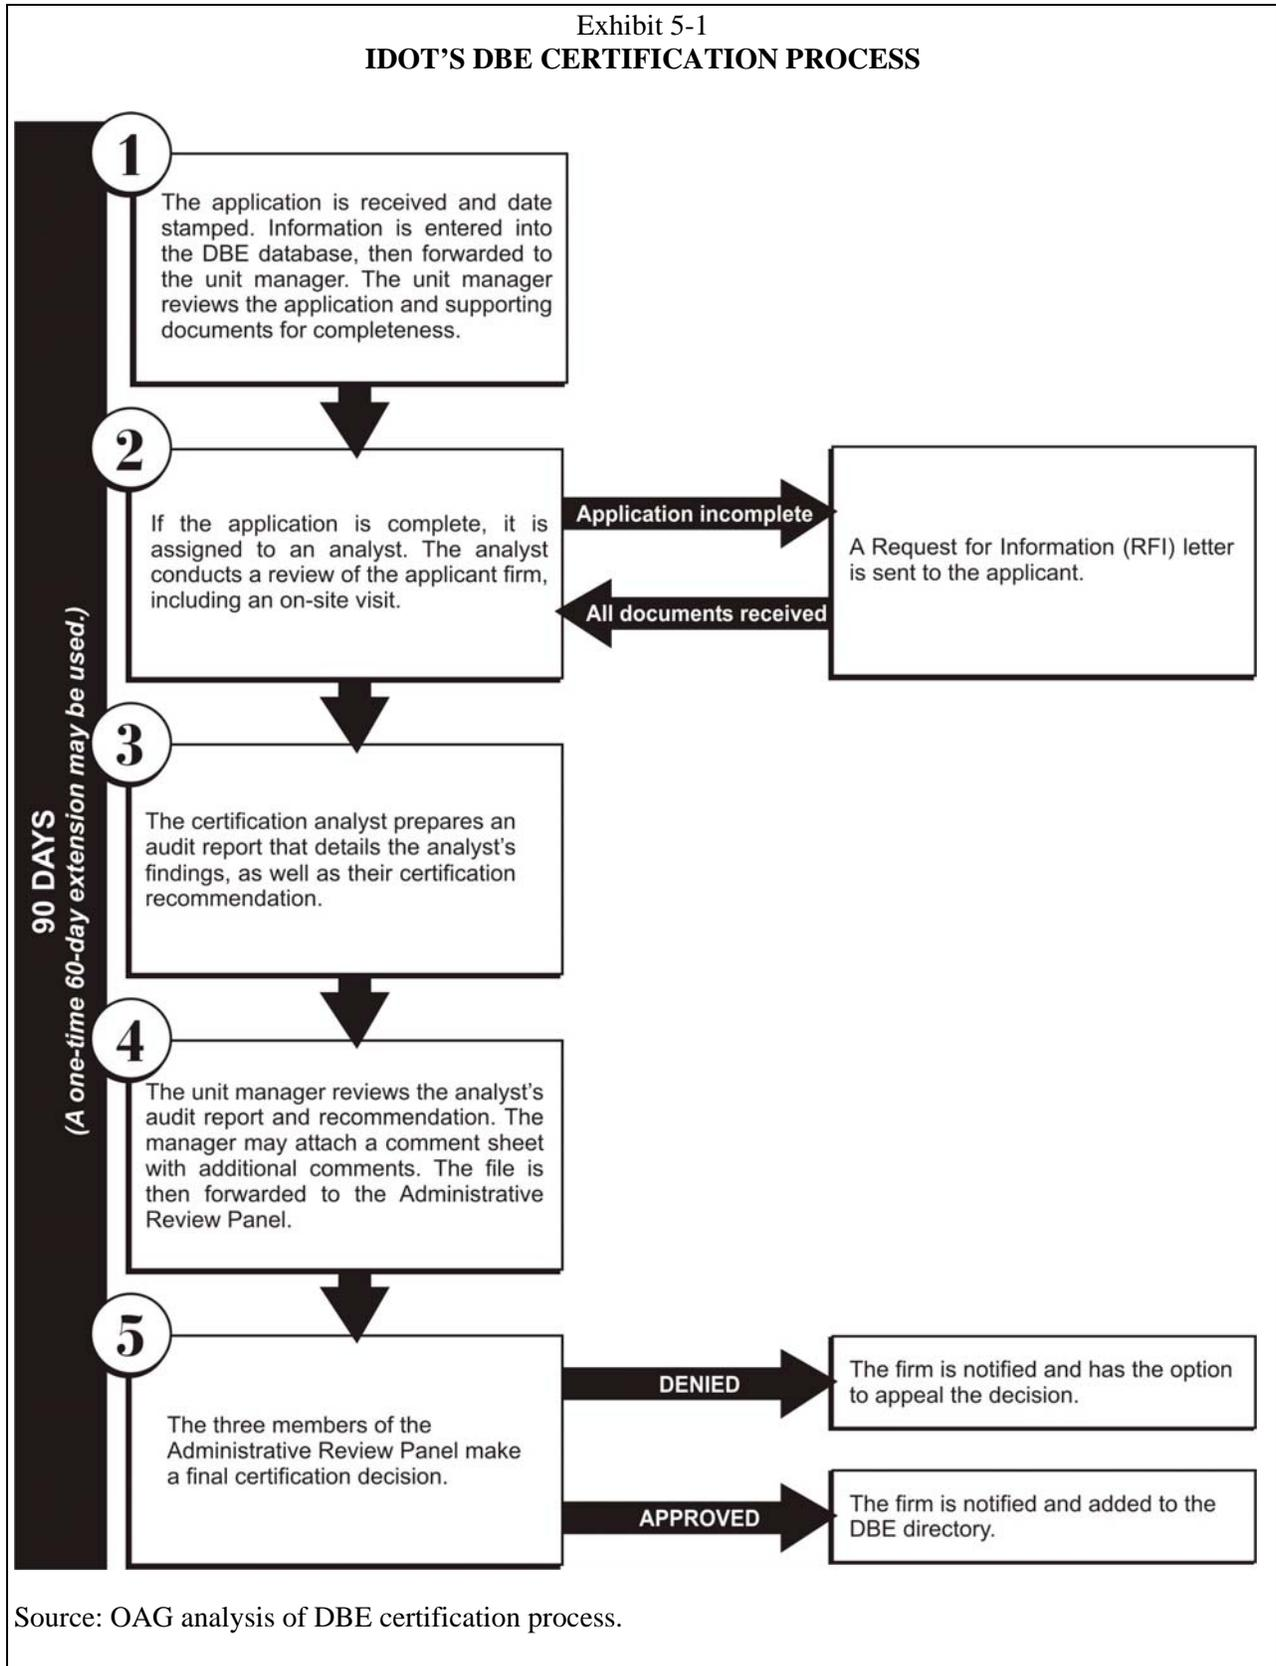 Exhibit 5-1
IDOT'S DBE CERTIFICATION PROCESS
1
The application is received and date
stamped. Information is entered into
the DBE database, then forwarded to
the unit manager. The unit manager
reviews the application and supporting
documents for completeness.
2
If the application is complete, it is
assigned to an analyst. The analyst
conducts a review of the applicant firm,
including an on-site visit.
Application incomplete
All documents received
A Request for Information (RFI) letter
is sent to the applicant.
90 DAYS
(A one-time 60-day extension may be used.)
3
The certification analyst prepares an
audit report that details the analyst's
findings, as well as their certification
recommendation.
4
The unit manager reviews the analyst's
audit report and recommendation. The
manager may attach a comment sheet
with additional comments. The file is
then forwarded to the Administrative
Review Panel.
5
The three members of the
Administrative Review Panel make
a final certification decision.
DENIED
The firm is notified and has the option
to appeal the decision.
APPROVED
The firm is notified and added to the
DBE directory.
Source: OAG analysis of DBE certification process.